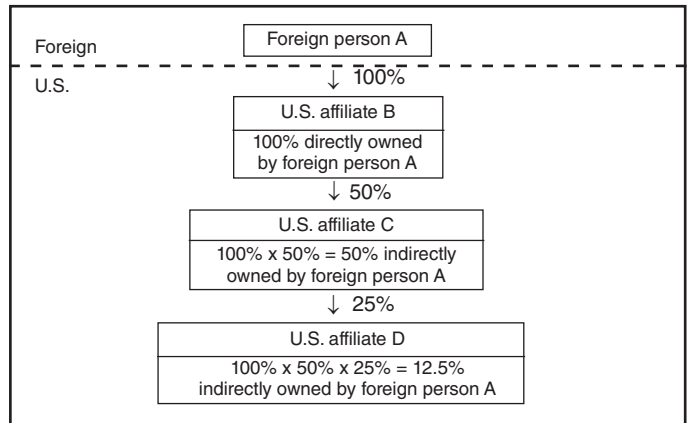 Foreign person A
Foreign
↓ 100%
U.S.
U.S. affiliate B
100% directly owned
by foreign person A
↓ 50%
U.S. affiliate C
100% x 50% = 50% indirectly
owned by foreign person A
↓ 25%
U.S. affiliate D
100% x 50% x 25% = 12.5%
indirectly owned by foreign person A